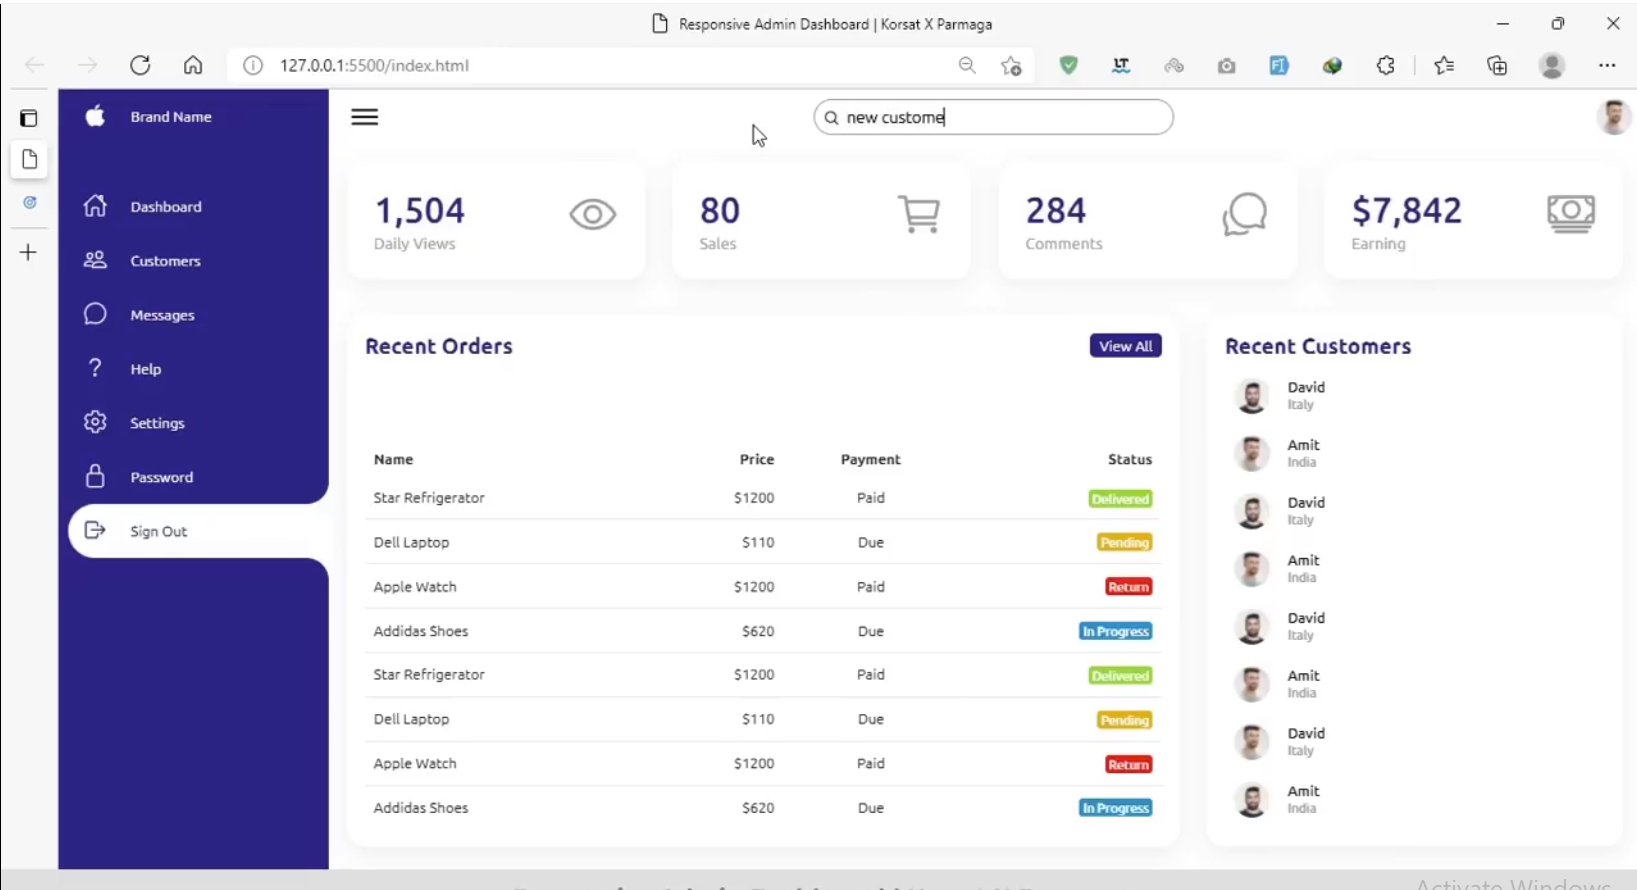 Responsive Admin Dashboard | Korsat X Parmaga
127.0.0.1:5500/index.html
Brand Name
new custome
Dashboard
Customers
Messages
Help
Settings
Password
Sign Out
1,504
Daily Views
80
Sales
284
Comments
$7,842
Earning
Recent Orders
View All
Name Price Payment Status
Star Refrigerator $1200 Paid Delivered
Dell Laptop $110 Due Pending
Apple Watch $1200 Paid Return
Addidas Shoes $620 Due In Progress
Star Refrigerator $1200 Paid Delivered
Dell Laptop $110 Due Pending
Apple Watch $1200 Paid Return
Addidas Shoes $620 Due In Progress
Recent Customers
David
Italy
Amit
India
David
Italy
Amit
India
David
Italy
Amit
India
David
Italy
Amit
India
Activate Windows